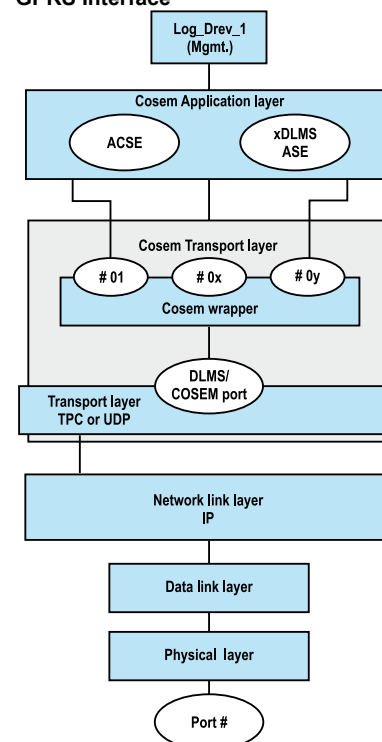 GPRS Interface
Log_Drev_1
(Mgmt.)
Cosem Application layer
ACSE
xDLMS
ASE
Cosem Transport layer
# 01
# 0x
# 0y
Cosem wrapper
DLMS/
COSEM port
Transport layer
TPC or UDP
Network link layer
IP
Data link layer
Physical layer
Port #